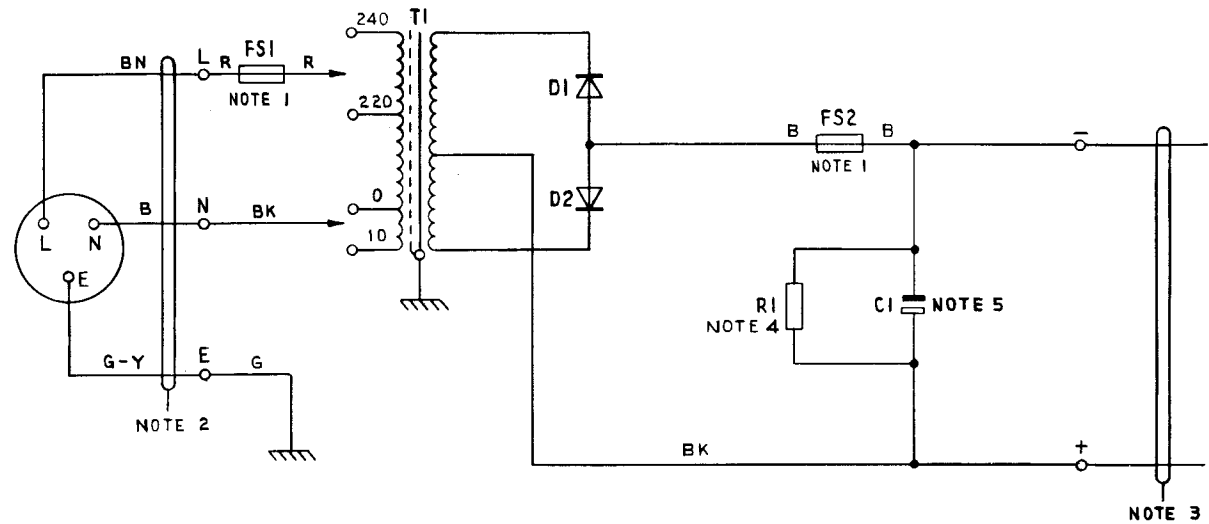 240
T1
BN
L
R
FS1
R
NOTE 1
220
D1
B
FS2
B
NOTE 1
−
D2
0
10
L
N
B
N
BK
E
R1
NOTE 4
C1
NOTE 5
G-Y
E
G
NOTE 2
BK
+
NOTE 3